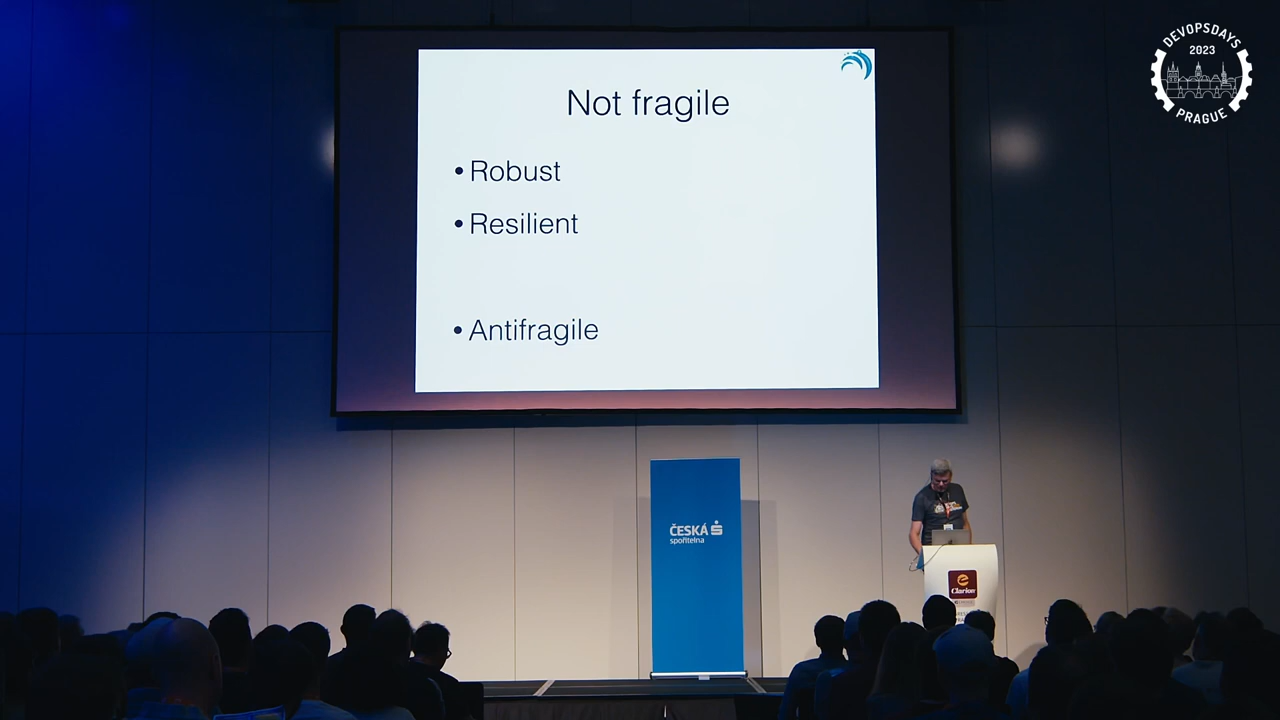 DEVOPSDAYS
2023
PRAGUE
Not fragile
• Robust
• Resilient
• Antifragile
ČESKÁ
spořitelna
Clarion